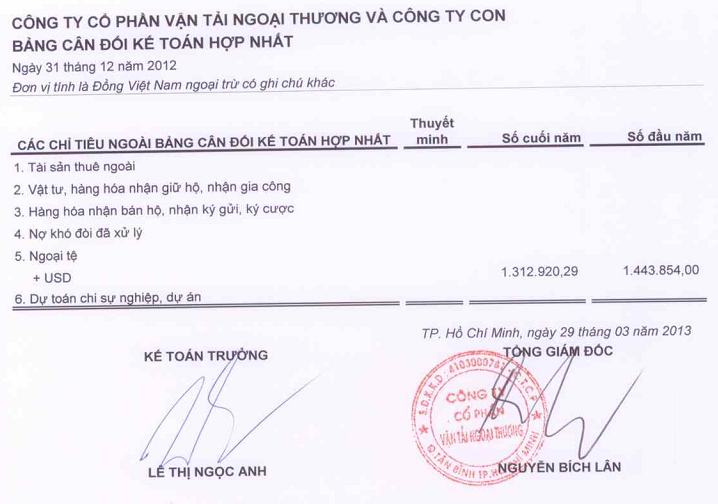 CÔNG TY CỔ PHẦN VẬN TẢI NGOẠI THƯƠNG VÀ CÔNG TY CON
BẢNG CÂN ĐỐI KẾ TOÁN HỢP NHẤT
Ngày 31 tháng 12 năm 2012
Đơn vị tính là Đồng Việt Nam ngoại trừ có ghi chú khác
CÁC CHỈ TIÊU NGOÀI BẢNG CÂN ĐỐI KẾ TOÁN HỢP NHẤT Thuyết minh Số cuối năm Số đầu năm
1. Tài sản thuê ngoài
2. Vật tư, hàng hóa nhận giữ hộ, nhận gia công
3. Hàng hóa nhận bán hộ, nhận ký gửi, ký cược
4. Nợ khó đòi đã xử lý
5. Ngoại tệ
+ USD 1.312.920,29 1.443.854,00
6. Dự toán chi sự nghiệp, dự án
TP. Hồ Chí Minh, ngày 29 tháng 03 năm 2013
KẾ TOÁN TRƯỞNG TỔNG GIÁM ĐỐC
CÔNG TY
CỔ PHẦN
VẬN TẢI NGOẠI THƯƠNG
Q TÂN BÌNH TP. HỒ CHÍ MINH
LÊ THỊ NGỌC ANH NGUYỄN BÍCH LÂN